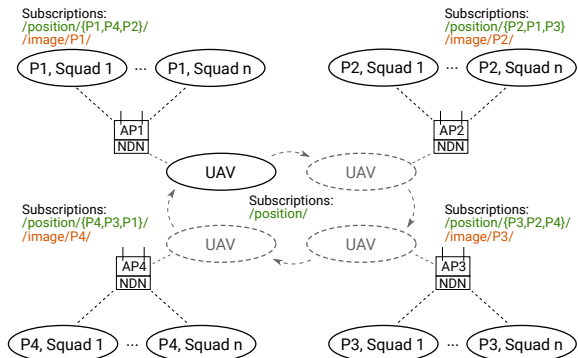 Subscriptions:
/position/{P1,P4,P2}/
/image/P1/
P1, Squad 1 ... P1, Squad n
AP1
NDN
Subscriptions:
/position/{P2,P1,P3}
/image/P2/
P2, Squad 1 ... P2, Squad n
AP2
NDN
UAV
UAV
Subscriptions:
/position/
UAV
UAV
Subscriptions:
/position/{P4,P3,P1}/
/image/P4/
AP4
NDN
P4, Squad 1 ... P4, Squad n
Subscriptions:
/position/{P3,P2,P4}/
/image/P3/
AP3
NDN
P3, Squad 1 ... P3, Squad n